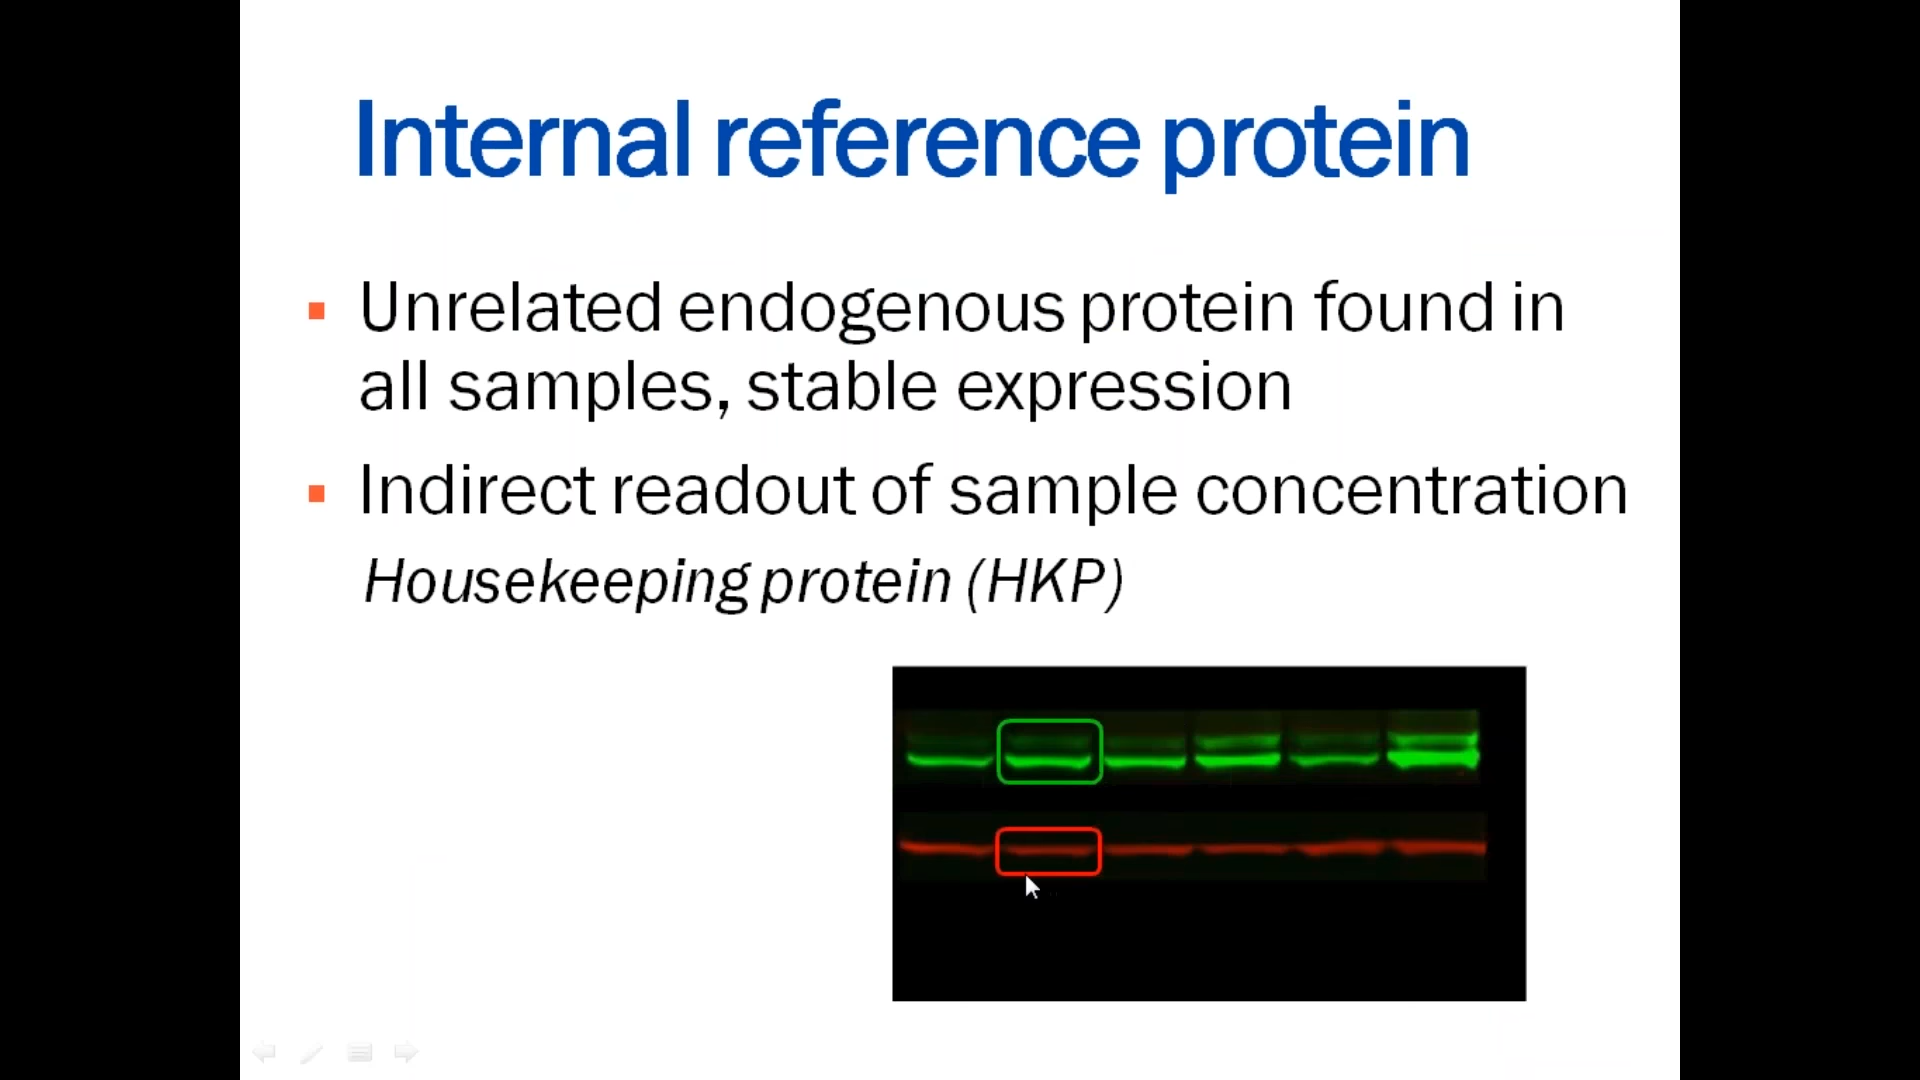 Internal reference protein
Unrelated endogenous protein found in
all samples, stable expression
Indirect readout of sample concentration
Housekeeping protein (HKP)